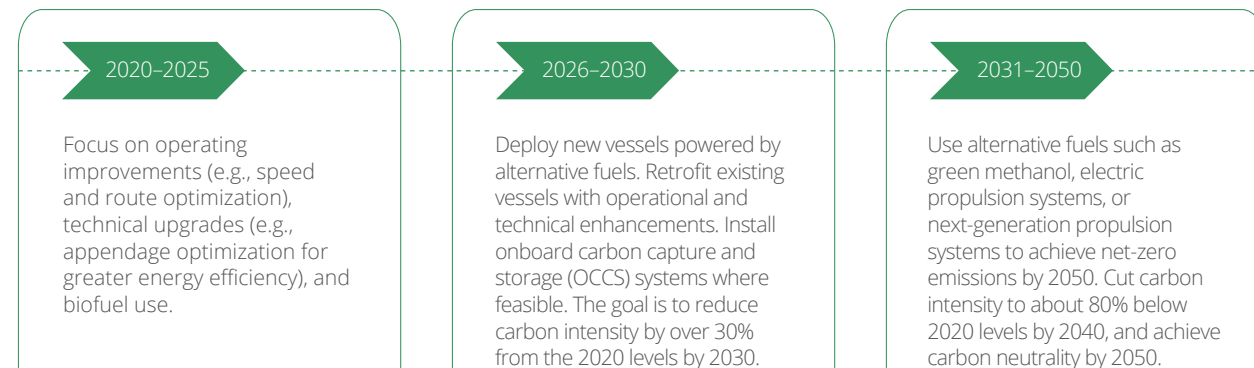 2020–2025
Focus on operating
improvements (e.g., speed
and route optimization),
technical upgrades (e.g.,
appendage optimization for
greater energy efficiency), and
biofuel use.
2026–2030
Deploy new vessels powered by
alternative fuels. Retrofit existing
vessels with operational and
technical enhancements. Install
onboard carbon capture and
storage (OCCS) systems where
feasible. The goal is to reduce
carbon intensity by over 30%
from the 2020 levels by 2030.
2031–2050
Use alternative fuels such as
green methanol, electric
propulsion systems, or
next-generation propulsion
systems to achieve net-zero
emissions by 2050. Cut carbon
intensity to about 80% below
2020 levels by 2040, and achieve
carbon neutrality by 2050.